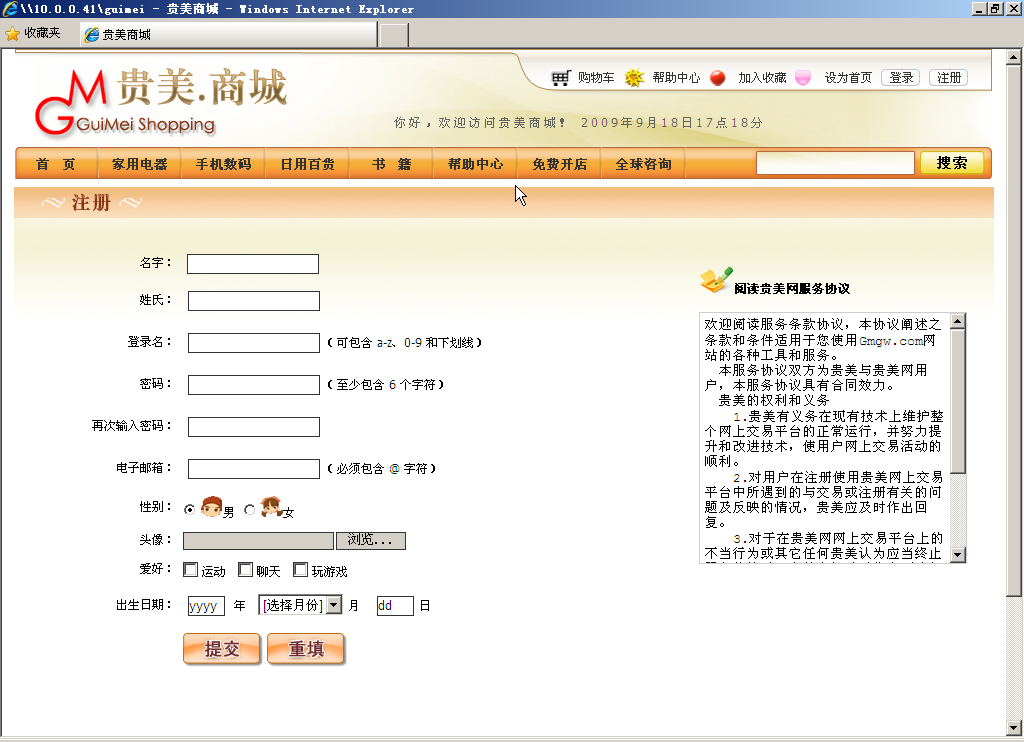 \\10.0.0.41\guimei - 贵美商城 - Windows Internet Explorer
收藏夹 贵美商城
购物车 帮助中心 加入收藏 设为首页 登录 注册
GM 贵美.商城
GuiMei Shopping
你好，欢迎访问贵美商城！ 2009年9月18日17点18分
首 页 家用电器 手机数码 日用百货 书 籍 帮助中心 免费开店 全球咨询 搜索
注册
名字：
姓氏：
登录名： （可包含 a-z、0-9 和下划线）
密码： （至少包含 6 个字符）
再次输入密码：
电子邮箱： （必须包含 @ 字符）
性别： 男 女
头像： 浏览...
爱好： 运动 聊天 玩游戏
出生日期： yyyy 年 [选择月份] 月 dd 日
提交 重填
阅读贵美网服务协议
欢迎阅读服务条款协议，本协议阐述之
条款和条件适用于您使用Gmgw.com网
站的各种工具和服务。
本服务协议双方为贵美与贵美网用
户，本服务协议具有合同效力。
贵美的权利和义务
1.贵美有义务在现有技术上维护整
个网上交易平台的正常运行，并努力提
升和改进技术，使用户网上交易活动的
顺利。
2.对用户在注册使用贵美网上交易
平台中所遇到的与交易或注册有关的问
题及反映的情况，贵美应及时作出回
复。
3.对于在贵美网网上交易平台上的
不当行为或其它任何贵美认为应当终止